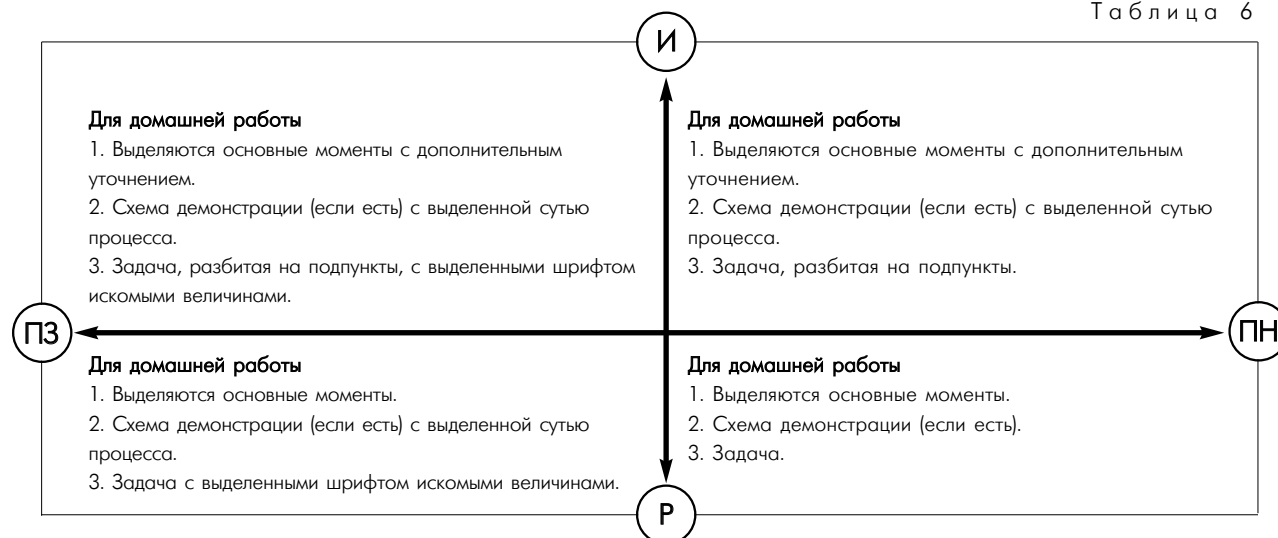 Таблица 6
И
Для домашней работы
1. Выделяются основные моменты с дополнительным
уточнением.
2. Схема демонстрации (если есть) с выделенной сутью
процесса.
3. Задача, разбитая на подпункты, с выделенными шрифтом
искомыми величинами.
Для домашней работы
1. Выделяются основные моменты с дополнительным
уточнением.
2. Схема демонстрации (если есть) с выделенной сутью
процесса.
3. Задача, разбитая на подпункты.
ПЗ
ПН
Для домашней работы
1. Выделяются основные моменты.
2. Схема демонстрации (если есть) с выделенной сутью
процесса.
3. Задача с выделенными шрифтом искомыми величинами.
Для домашней работы
1. Выделяются основные моменты.
2. Схема демонстрации (если есть).
3. Задача.
Р